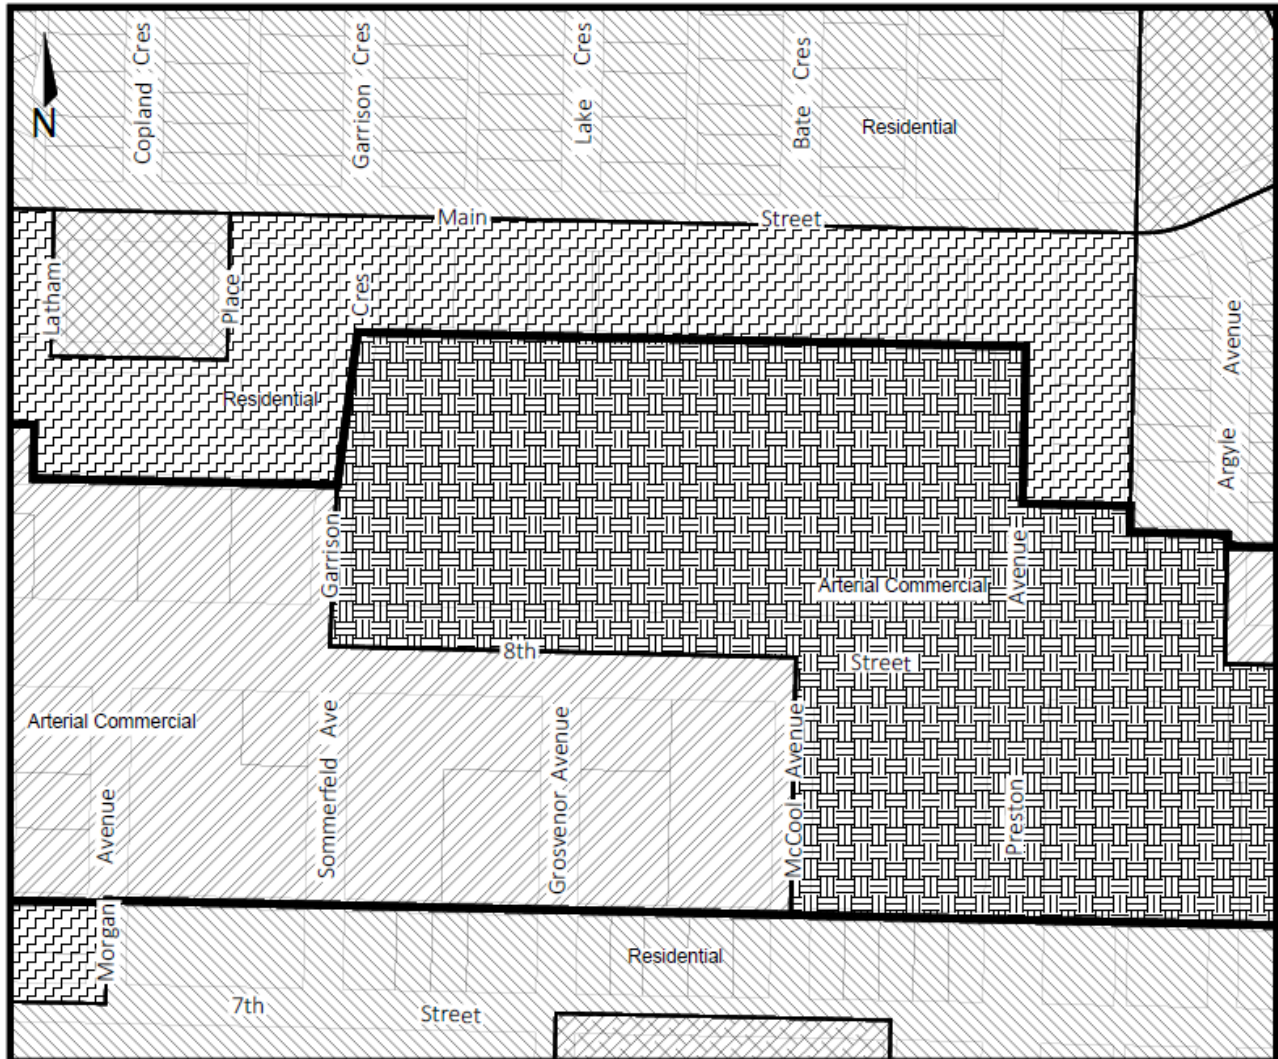 Copland Cres
Garrison Cres
Lake Cres
Bate Cres
Residential
N
Main Street
Latham Place
Cres
Residential
Argyle Avenue
Garrison
Arterial Commercial
Avenue
8th Street
Arterial Commercial
Morgan Avenue
Sommerfeld Ave
Grosvenor Avenue
McCool Avenue
Preston
Residential
7th Street